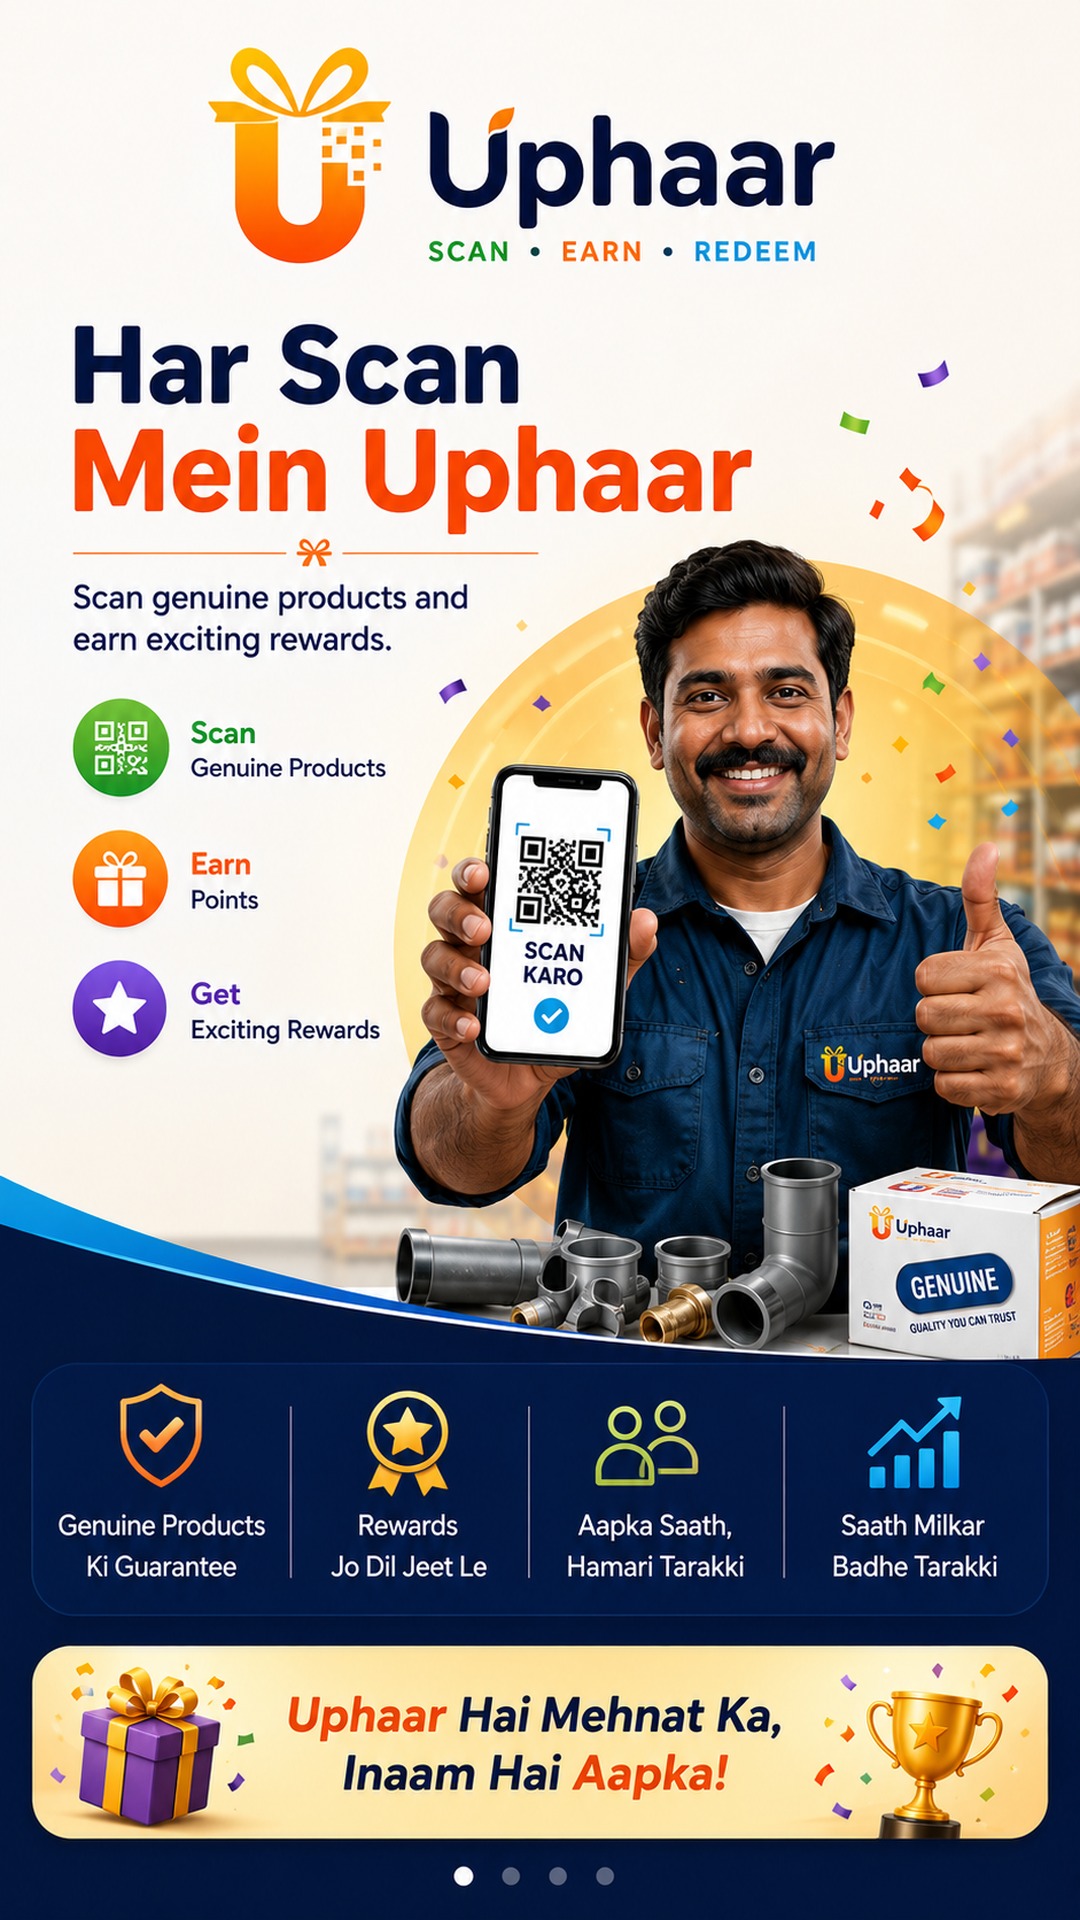 Uphaar
SCAN • EARN • REDEEM
Har Scan
Mein Uphaar
Scan genuine products and
earn exciting rewards.
Scan
Genuine Products
Earn
Points
Get
Exciting Rewards
SCAN
KARO
Uphaar
Uphaar
GENUINE
QUALITY YOU CAN TRUST
Genuine Products
Ki Guarantee
Rewards
Jo Dil Jeet Le
Aapka Saath,
Hamari Tarakki
Saath Milkar
Badhe Tarakki
Uphaar Hai Mehnat Ka,
Inaam Hai Aapka!